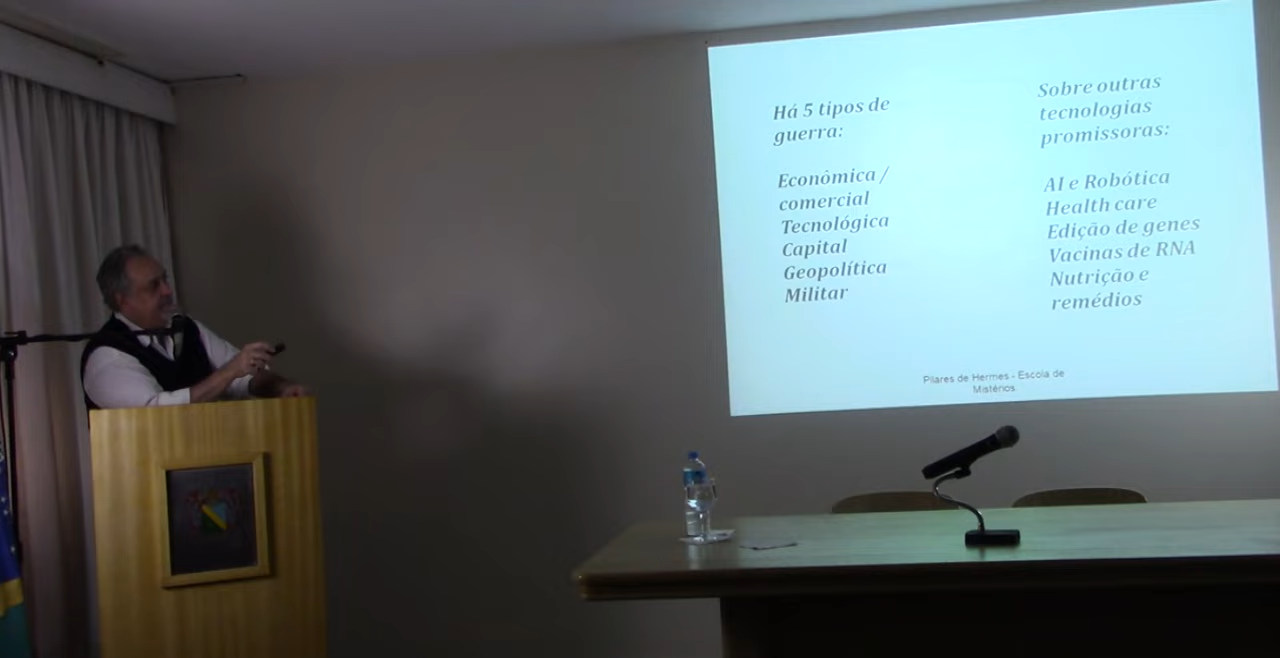 Há 5 tipos de
guerra:
Econômica /
comercial
Tecnológica
Capital
Geopolítica
Militar
Sobre outras
tecnologias
promissoras:
AI e Robótica
Health care
Edição de genes
Vacinas de RNA
Nutrição e
remédios
Pilares de Hermes - Escola de
Mistérios